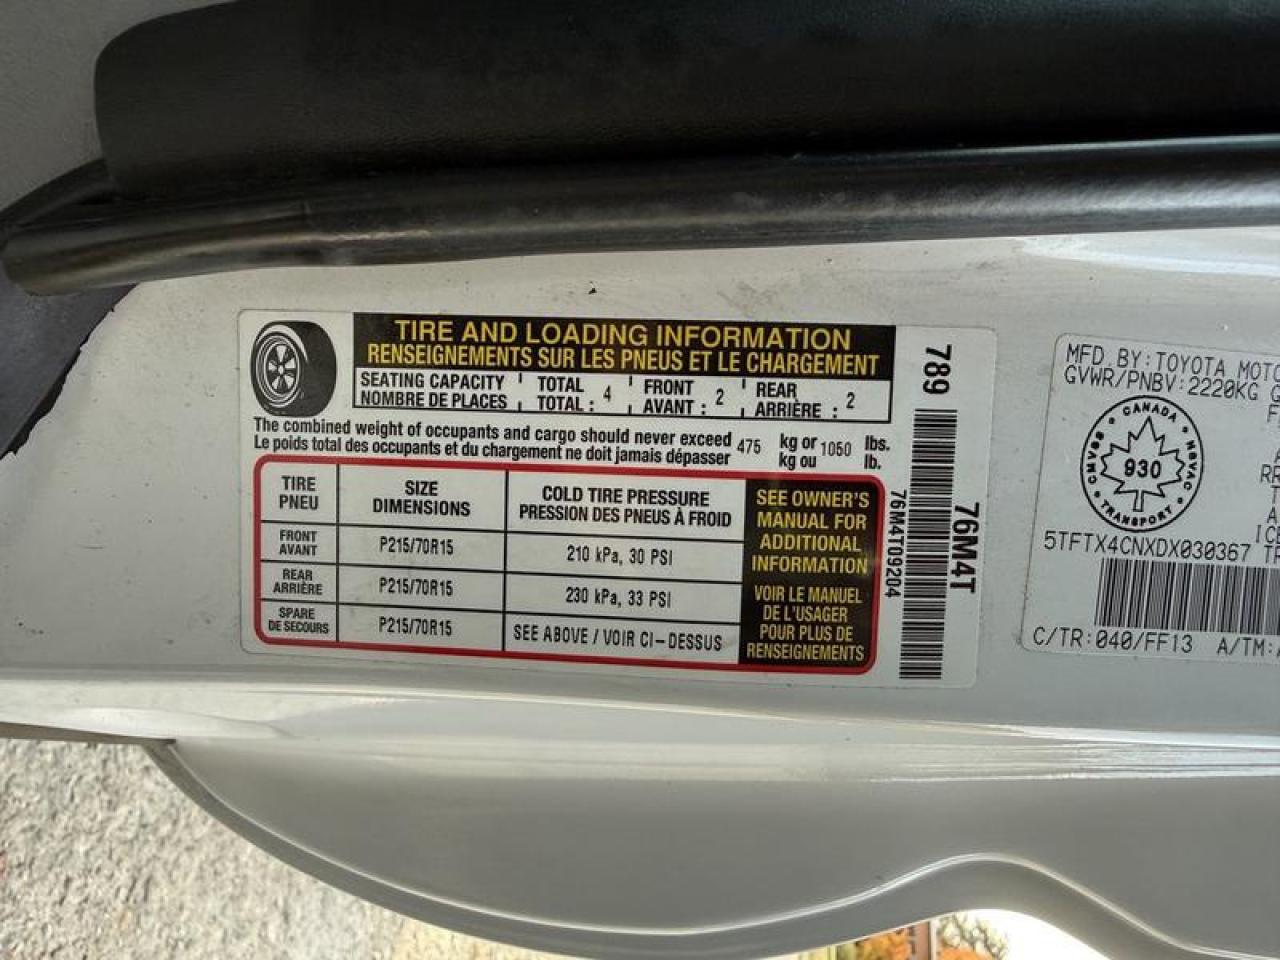 TIRE AND LOADING INFORMATION
RENSEIGNEMENTS SUR LES PNEUS ET LE CHARGEMENT
SEATING CAPACITY TOTAL FRONT REAR
NOMBRE DE PLACES TOTAL : 4 AVANT : 2 ARRIÈRE : 2
The combined weight of occupants and cargo should never exceed 475 kg or 1050 lbs.
Le poids total des occupants et du chargement ne doit jamais dépasser kg ou lb.
TIRE
PNEU
SIZE
DIMENSIONS
COLD TIRE PRESSURE
PRESSION DES PNEUS À FROID
FRONT
AVANT
P215/70R15
210 kPa, 30 PSI
REAR
ARRIÈRE
P215/70R15
230 kPa, 33 PSI
SPARE
DE SECOURS
P215/70R15
SEE ABOVE / VOIR CI-DESSUS
SEE OWNER'S
MANUAL FOR
ADDITIONAL
INFORMATION
VOIR LE MANUEL
DE L'USAGER
POUR PLUS DE
RENSEIGNEMENTS
789
76M4T
76M4T09204
MFD BY:TOYOTA
GVWR/PNBV:2220KG
CANADA
CMVSS NSVAC
930
TRANSPORT
5TFTX4CNXDX030367
C/TR:040/FF13 A/TM: